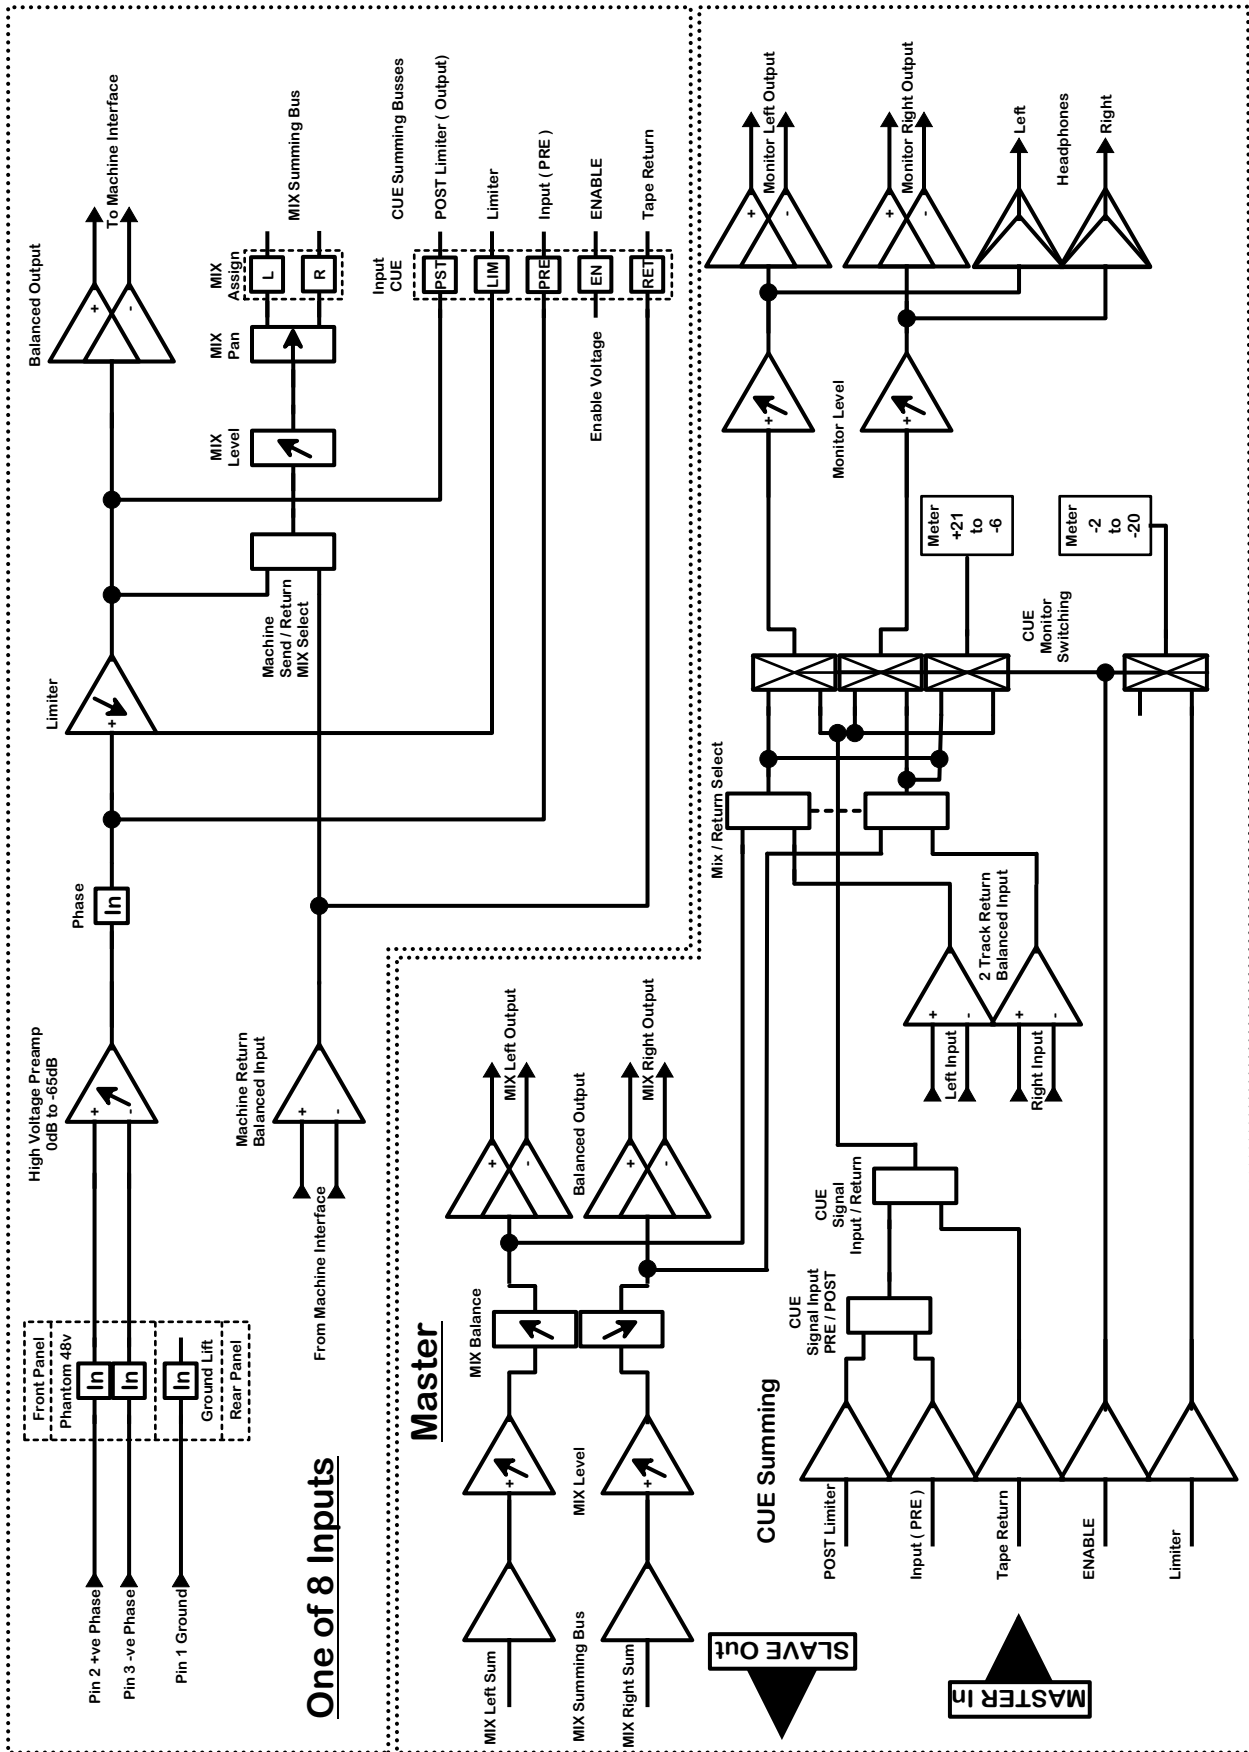 One of 8 Inputs
Pin 2 +ve Phase
Pin 3 -ve Phase
Pin 1 Ground
Front Panel
Phantom 48v
In
In
In
Ground Lift
Rear Panel
High Voltage Preamp
0dB to -65dB
+
-
Phase
In
Limiter
+
Balanced Output
+
-
To Machine Interface
From Machine Interface
Machine Return
Balanced Input
+
-
Machine
Send / Return
MIX Select
MIX
Level
MIX
Pan
MIX
Assign
L
R
MIX Summing Bus
Input
CUE
PST
LIM
PRE
EN
RET
Enable Voltage
CUE Summing Busses
POST Limiter ( Output)
Limiter
Input ( PRE )
ENABLE
Tape Return
Master
MIX Left Sum
MIX Summing Bus
MIX Right Sum
MIX Level
+
+
MIX Balance
Balanced Output
+
-
+
-
MIX Left Output
MIX Right Output
SLAVE Out
MASTER In
CUE Summing
POST Limiter
Input ( PRE )
Tape Return
ENABLE
Limiter
CUE
Signal Input
PRE / POST
CUE
Signal
Input / Return
Left Input
Right Input
+
-
+
-
2 Track Return
Balanced Input
Mix / Return Select
CUE
Monitor
Switching
Meter
+21
to
-6
Meter
-2
to
-20
Monitor Level
+
+
+
-
+
-
Monitor Left Output
Monitor Right Output
Left
Headphones
Right